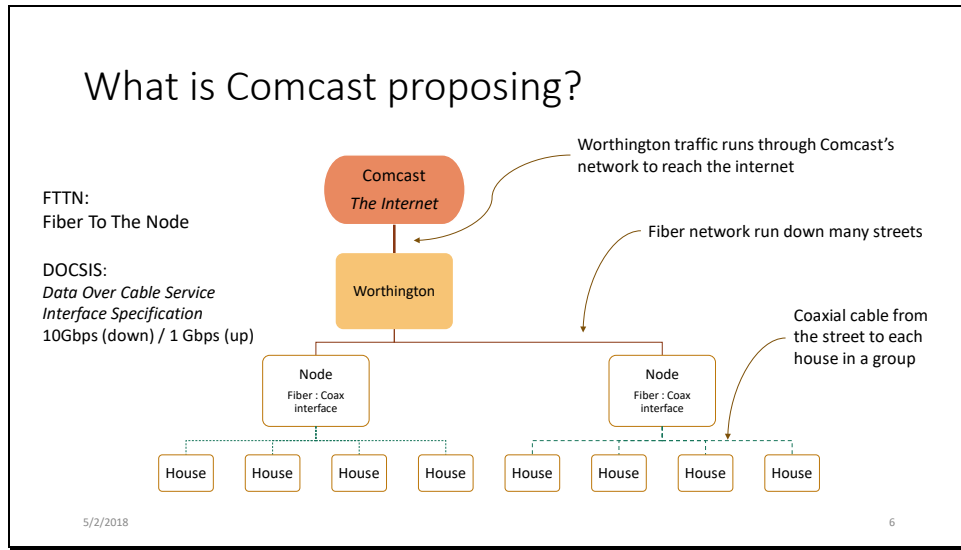 What is Comcast proposing?
Worthington traffic runs through Comcast's
network to reach the internet
Comcast
The Internet
FTTN:
Fiber To The Node
Fiber network run down many streets
DOCSIS:
Data Over Cable Service
Interface Specification
10Gbps (down) / 1 Gbps (up)
Worthington
Coaxial cable from
the street to each
house in a group
Node
Fiber : Coax
interface
Node
Fiber : Coax
interface
House
House
House
House
House
House
House
House
5/2/2018
6